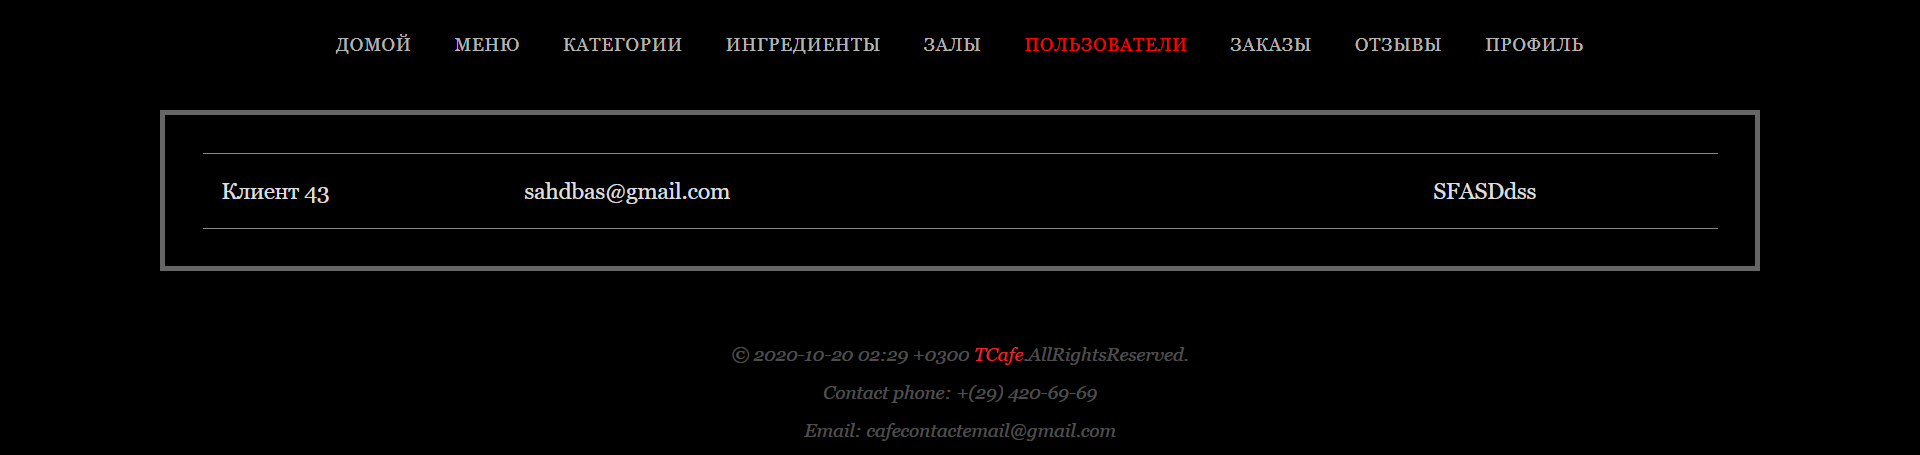 ДОМОЙ МЕНЮ КАТЕГОРИИ ИНГРЕДИЕНТЫ ЗАЛЫ ПОЛЬЗОВАТЕЛИ ЗАКАЗЫ ОТЗЫВЫ ПРОФИЛЬ
Клиент 43 sahdbas@gmail.com SFASDdss
© 2020-10-20 02:29 +0300 TCafe.AllRightsReserved.
Contact phone: +(29) 420-69-69
Email: cafecontactemail@gmail.com